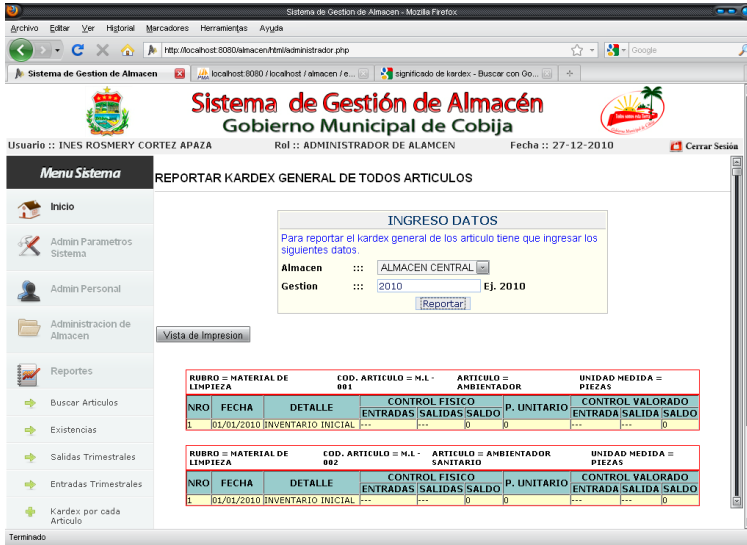 Sistema de Gestion de Almacen - Mozilla Firefox
Archivo Editar Ver Historial Marcadores Herramientas Ayuda
http://localhost:8080/almacen/html/administrador.php
Google
Sistema de Gestion de Almacen
localhost:8080 / localhost / almacen / e...
significado de kardex - Buscar con Go...
Sistema de Gestión de Almacén
Gobierno Municipal de Cobija
Usuario :: INES ROSMERY CORTEZ APAZA Rol :: ADMINISTRADOR DE ALAMCEN Fecha :: 27-12-2010 Cerrar Sesión
Menu Sistema
Inicio
Admin Parametros
Sistema
Admin Personal
Administracion de
Almacen
Reportes
Buscar Articulos
Existencias
Salidas Trimestrales
Entradas Trimestrales
Kardex por cada
Articulo
REPORTAR KARDEX GENERAL DE TODOS ARTICULOS
INGRESO DATOS
Para reportar el kardex general de los articulo tiene que ingresar los
siguientes datos.
Almacen ::: ALMACEN CENTRAL
Gestion ::: 2010 Ej. 2010
Reportar
Vista de Impresion
RUBRO = MATERIAL DE COD. ARTICULO = M.L - ARTICULO = UNIDAD MEDIDA =
LIMPIEZA 001 AMBIENTADOR PIEZAS
NRO FECHA DETALLE CONTROL FISICO P. UNITARIO CONTROL VALORADO
ENTRADAS SALIDAS SALDO ENTRADA SALIDA SALDO
1 01/01/2010 INVENTARIO INICIAL --- --- 0 0 --- --- 0
RUBRO = MATERIAL DE COD. ARTICULO = M.L - ARTICULO = AMBIENTADOR UNIDAD MEDIDA =
LIMPIEZA 002 SANITARIO PIEZAS
NRO FECHA DETALLE CONTROL FISICO P. UNITARIO CONTROL VALORADO
ENTRADAS SALIDAS SALDO ENTRADA SALIDA SALDO
1 01/01/2010 INVENTARIO INICIAL --- --- 0 0 --- --- 0
Terminado